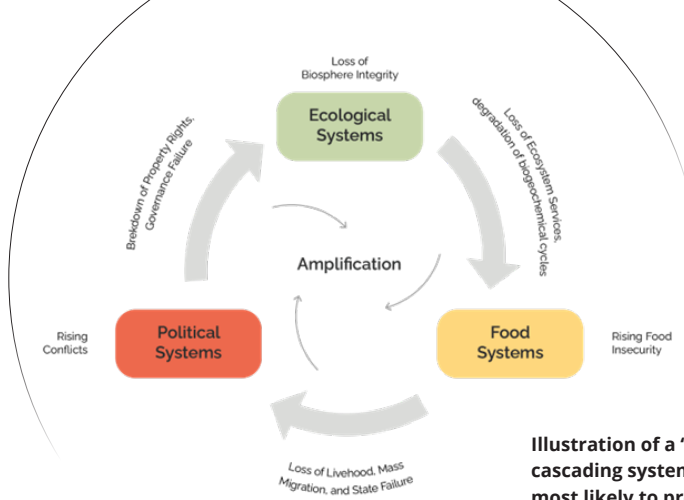 Loss of
Biosphere Integrity
Ecological
Systems
Brekdown of Property Rights,
Governance Failure
Loss of Ecosystem Services,
degradation of biogeochemical cycles
Amplification
Rising
Conflicts
Political
Systems
Food
Systems
Rising Food
Insecurity
Loss of Livehood, Mass
Migration, and State Failure
Illustration of a “
cascading system
most likely to pr